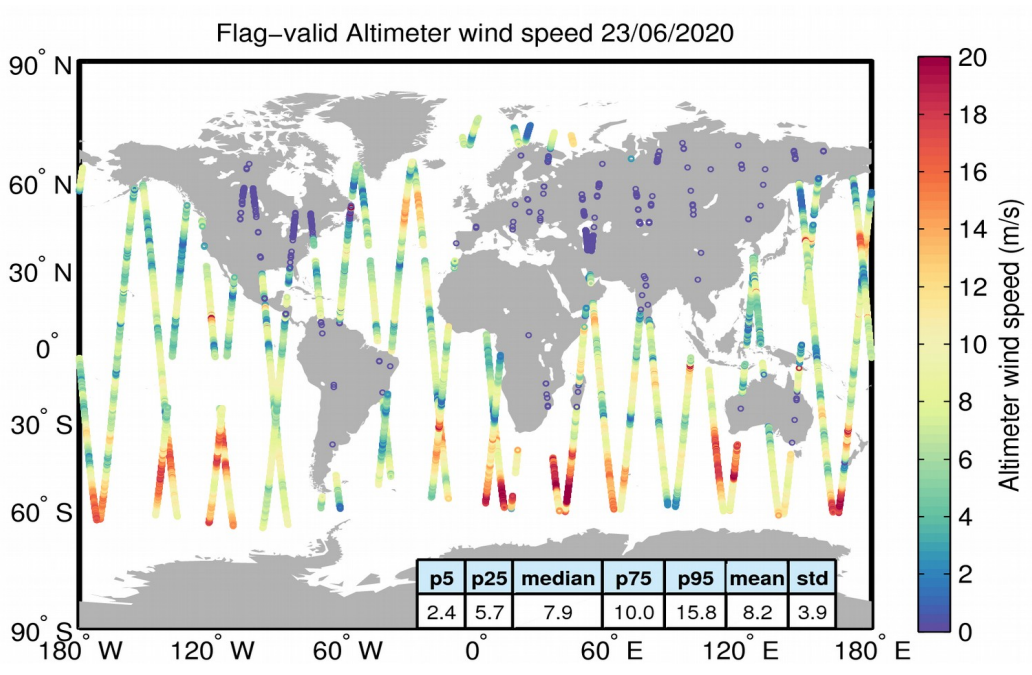 Flag−valid Altimeter wind speed 23/06/2020
90° N
60° N
30° N
0°
30° S
60° S
90° S
180° W
120° W
60° W
0°
60° E
120° E
180° E
p5 p25 median p75 p95 mean std
2.4 5.7 7.9 10.0 15.8 8.2 3.9
20
18
16
14
12
10
8
6
4
2
0
Altimeter wind speed (m/s)